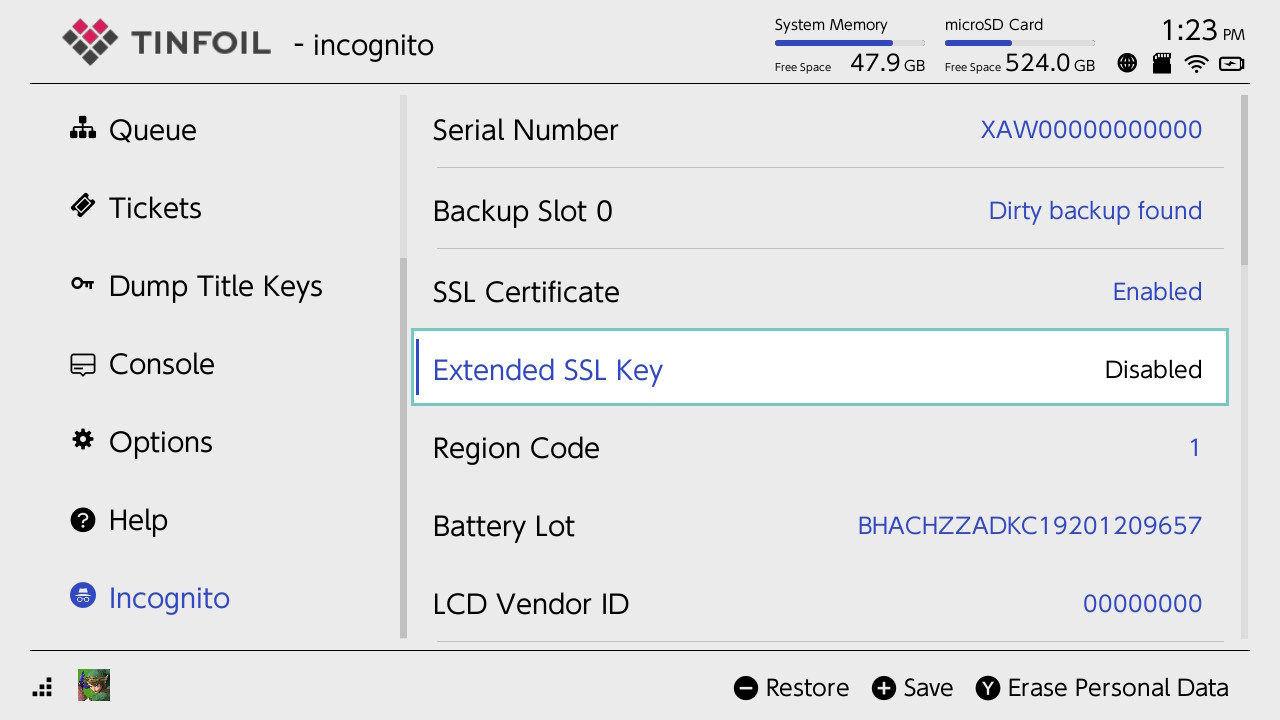 TINFOIL - incognito
System Memory
Free Space 47.9 GB
microSD Card
Free Space 524.0 GB
1:23 PM
Queue
Tickets
Dump Title Keys
Console
Options
Help
Incognito
Serial Number XAW00000000000
Backup Slot 0 Dirty backup found
SSL Certificate Enabled
Extended SSL Key Disabled
Region Code 1
Battery Lot BHACHZZADKC19201209657
LCD Vendor ID 00000000
Restore
Save
Y Erase Personal Data